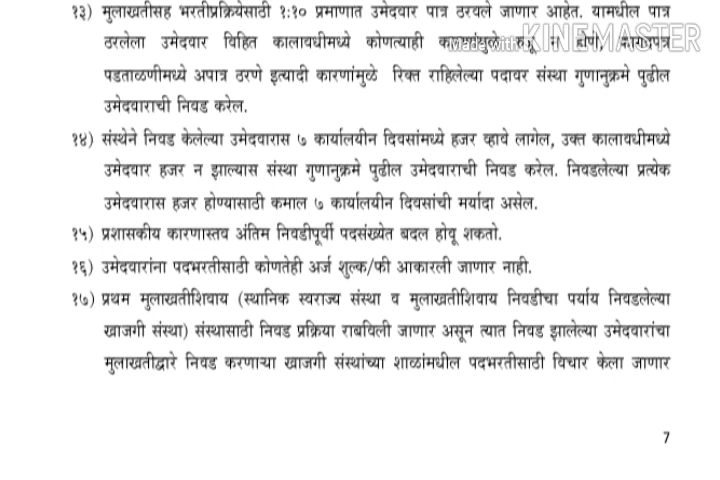 १३) मुलाखतीसह भरतीप्रक्रियेसाठी १:१० प्रमाणात उमेदवार पात्र ठरवले जाणार आहेत. यामधील पात्र
ठरलेला उमेदवार विहित कालावधीमध्ये कोणत्याही
Made with KINEMASTER
पडताळणीमध्ये अपात्र ठरणे इत्यादी कारणांमुळे रिक्त राहिलेल्या पदावर संस्था गुणानुक्रमे पुढील
उमेदवाराची निवड करेल.
१४) संस्थेने निवड केलेल्या उमेदवारास ७ कार्यालयीन दिवसांमध्ये हजर व्हावे लागेल, उक्त कालावधीमध्ये
उमेदवार हजर न झाल्यास संस्था गुणानुक्रमे पुढील उमेदवाराची निवड करेल. निवडलेल्या प्रत्येक
उमेदवारास हजर होण्यासाठी कमाल ७ कार्यालयीन दिवसांची मर्यादा असेल.
१५) प्रशासकीय कारणास्तव अंतिम निवडीपूर्वी पदसंख्येत बदल होवू शकतो.
१६) उमेदवारांना पदभरतीसाठी कोणतेही अर्ज शुल्क/फी आकारली जाणार नाही.
१७) प्रथम मुलाखतीशिवाय (स्थानिक स्वराज्य संस्था व मुलाखतीशिवाय निवडीचा पर्याय निवडलेल्या
खाजगी संस्था) संस्थासाठी निवड प्रक्रिया राबविली जाणार असून त्यात निवड झालेल्या उमेदवारांचा
मुलाखतीद्वारे निवड करणाऱ्या खाजगी संस्थांच्या शाळांमधील पदभरतीसाठी विचार केला जाणार
7